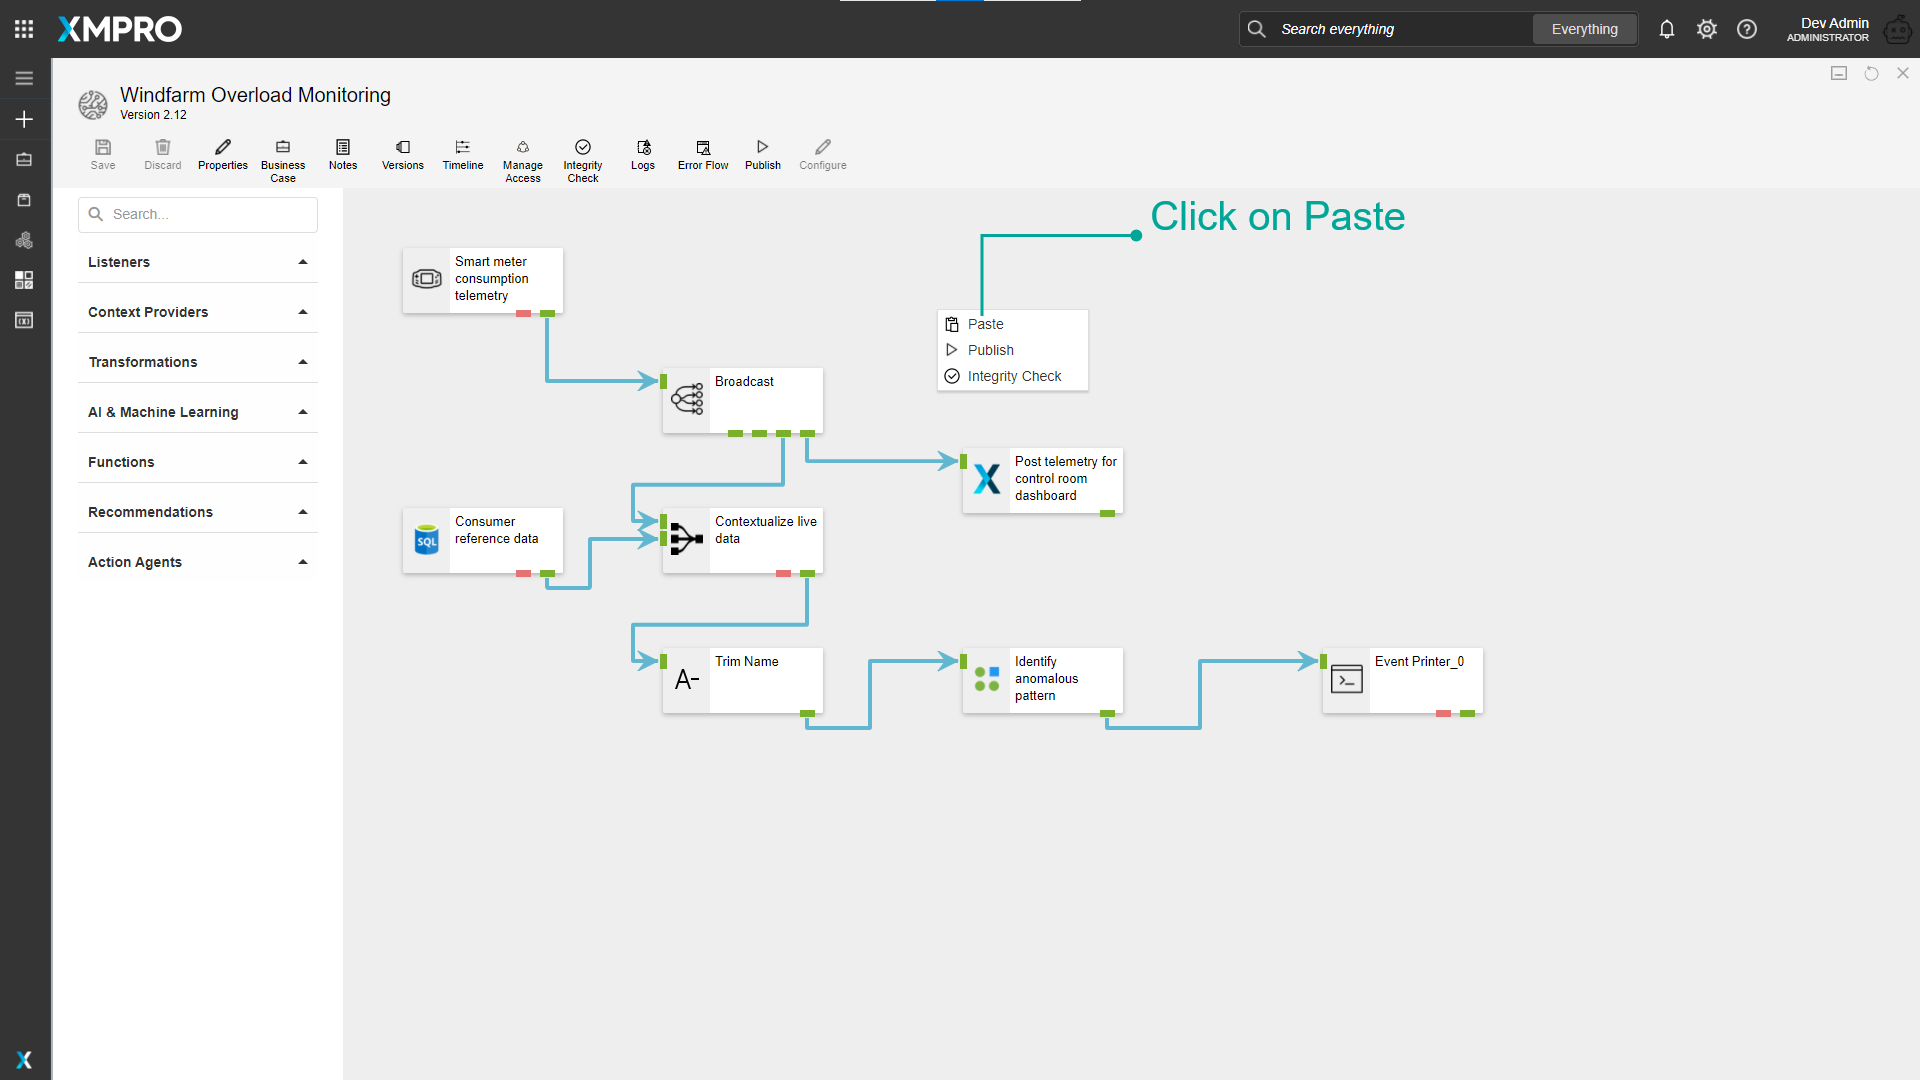 XMPRO
Search everything
Everything
Dev Admin
ADMINISTRATOR
Windfarm Overload Monitoring
Version 2.12
Save
Discard
Properties
Business
Case
Notes
Versions
Timeline
Manage
Access
Integrity
Check
Logs
Error Flow
Publish
Configure
Search...
Listeners
Context Providers
Transformations
AI & Machine Learning
Functions
Recommendations
Action Agents
Click on Paste
Smart meter
consumption
telemetry
Paste
Publish
Integrity Check
Broadcast
Post telemetry for
control room
dashboard
SQL
Consumer
reference data
Contextualize live
data
A-
Trim Name
Identify
anomalous
pattern
Event Printer_0